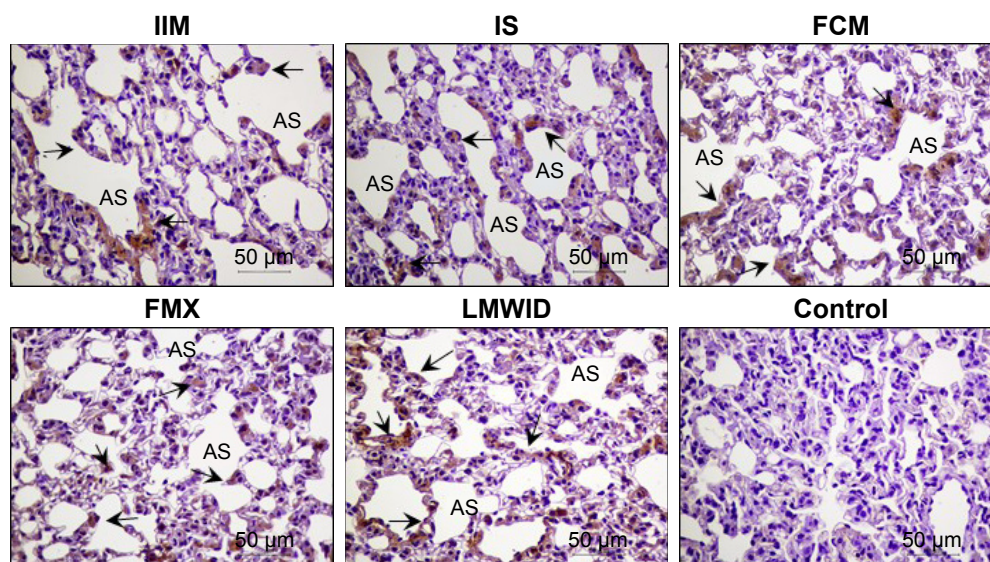 IIM
IS
FCM
AS
AS
50 µm
AS
AS
AS
50 µm
AS
AS
50 µm
FMX
LMWID
Control
AS
AS
50 µm
AS
AS
50 µm
50 µm